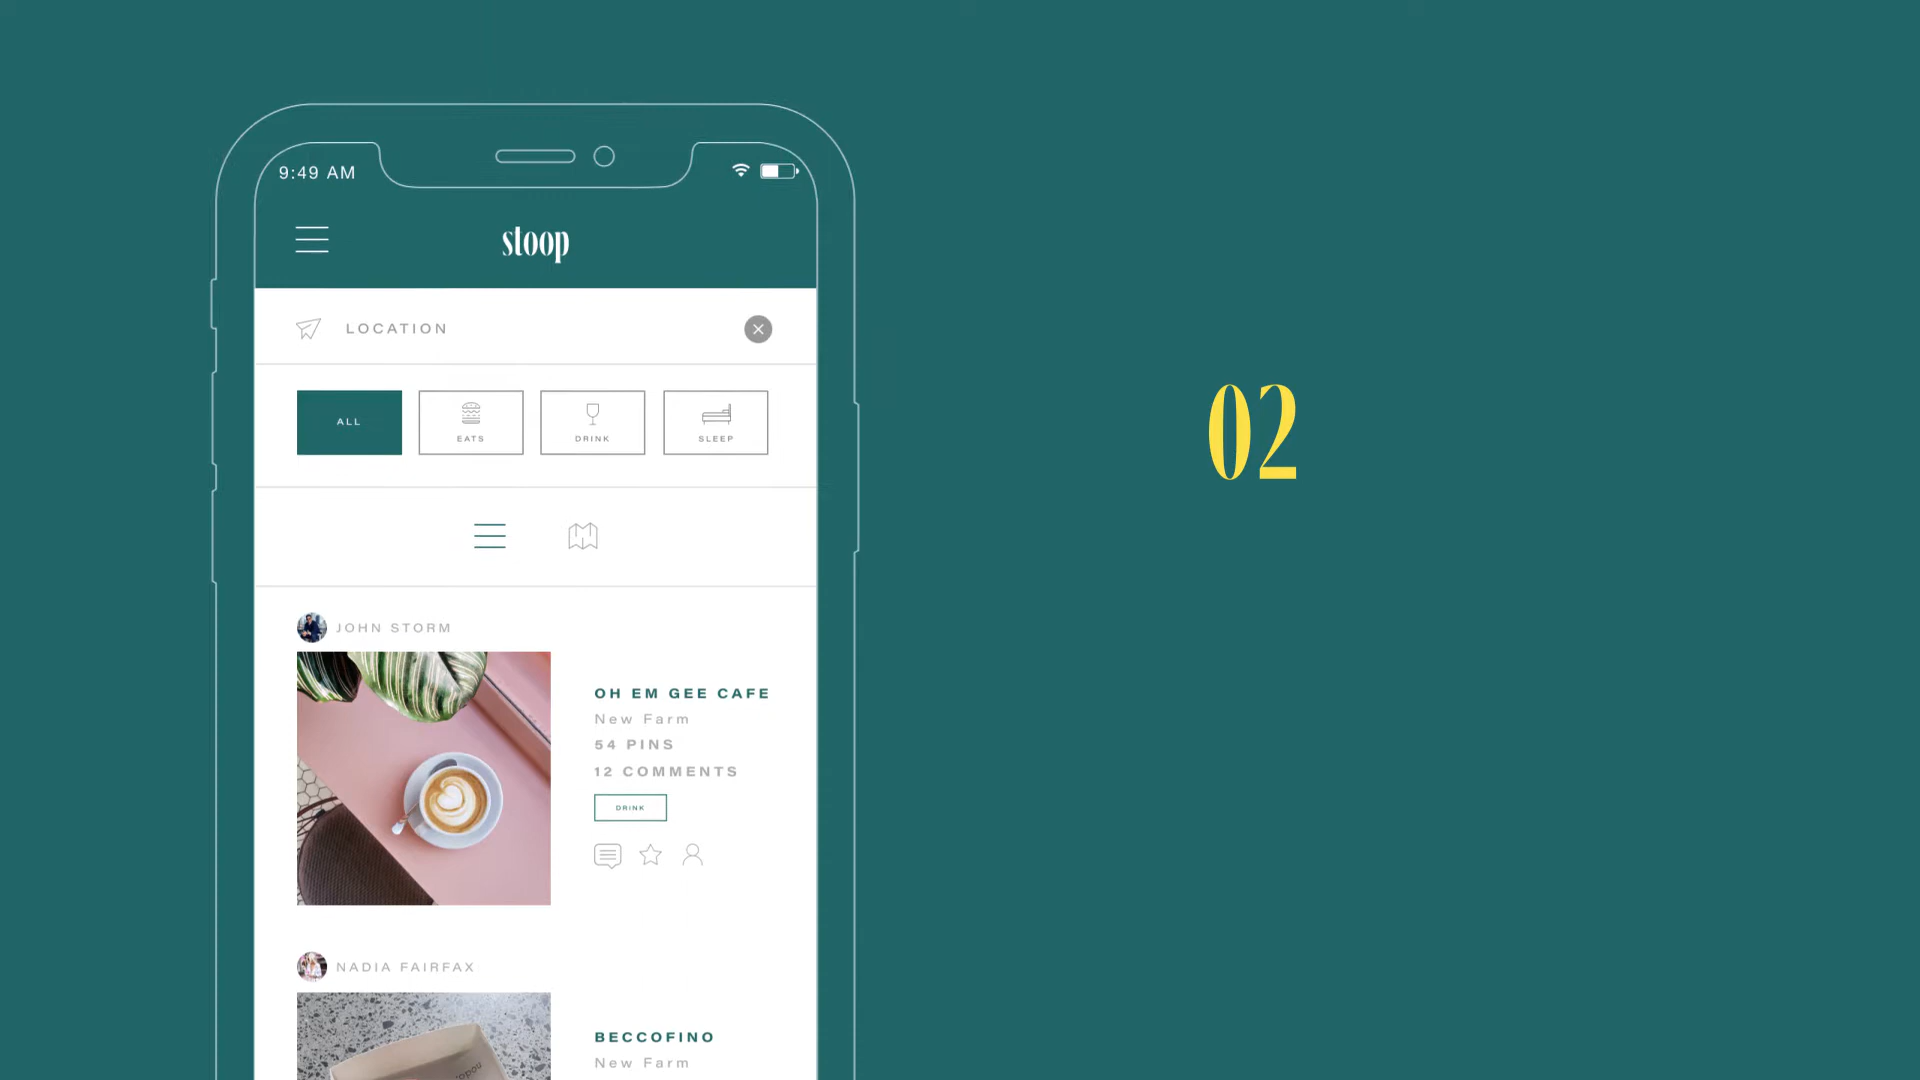 9:49 AM
stoop
LOCATION
ALL
EATS
DRINK
SLEEP
JOHN STORM
OH EM GEE CAFE
New Farm
54 PINS
12 COMMENTS
DRINK
NADIA FAIRFAX
BECCOFINO
New Farm
02